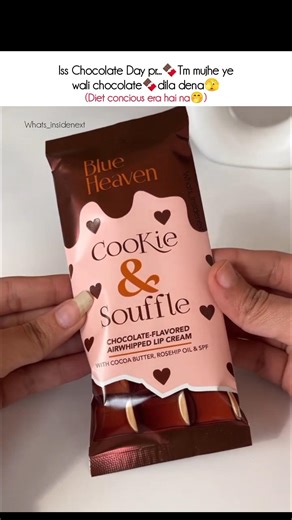 Iss Chocolate Day pr...🍫Tm mujhe ye
wali chocolate🍫dila dena🫣
(Diet concious era hai na🤭)
Whats_insidenext
Blue
Heaven
CooKie
&
Souffle
CHOCOLATE-FLAVORED
AIRWHIPPED LIP CREAM
WITH COCOA BUTTER, ROSEHIP OIL & SPF